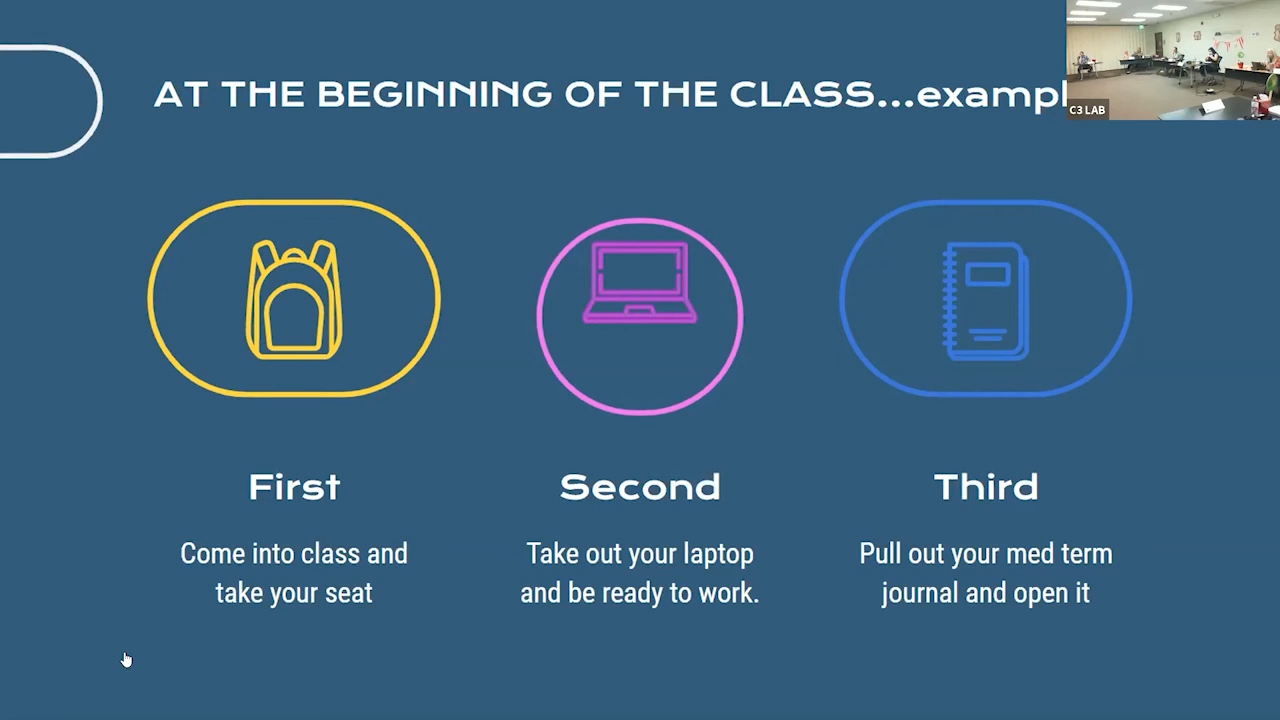 AT THE BEGINNING OF THE CLASS...exampl
C3 LAB
First
Come into class and
take your seat
Second
Take out your laptop
and be ready to work.
Third
Pull out your med term
journal and open it